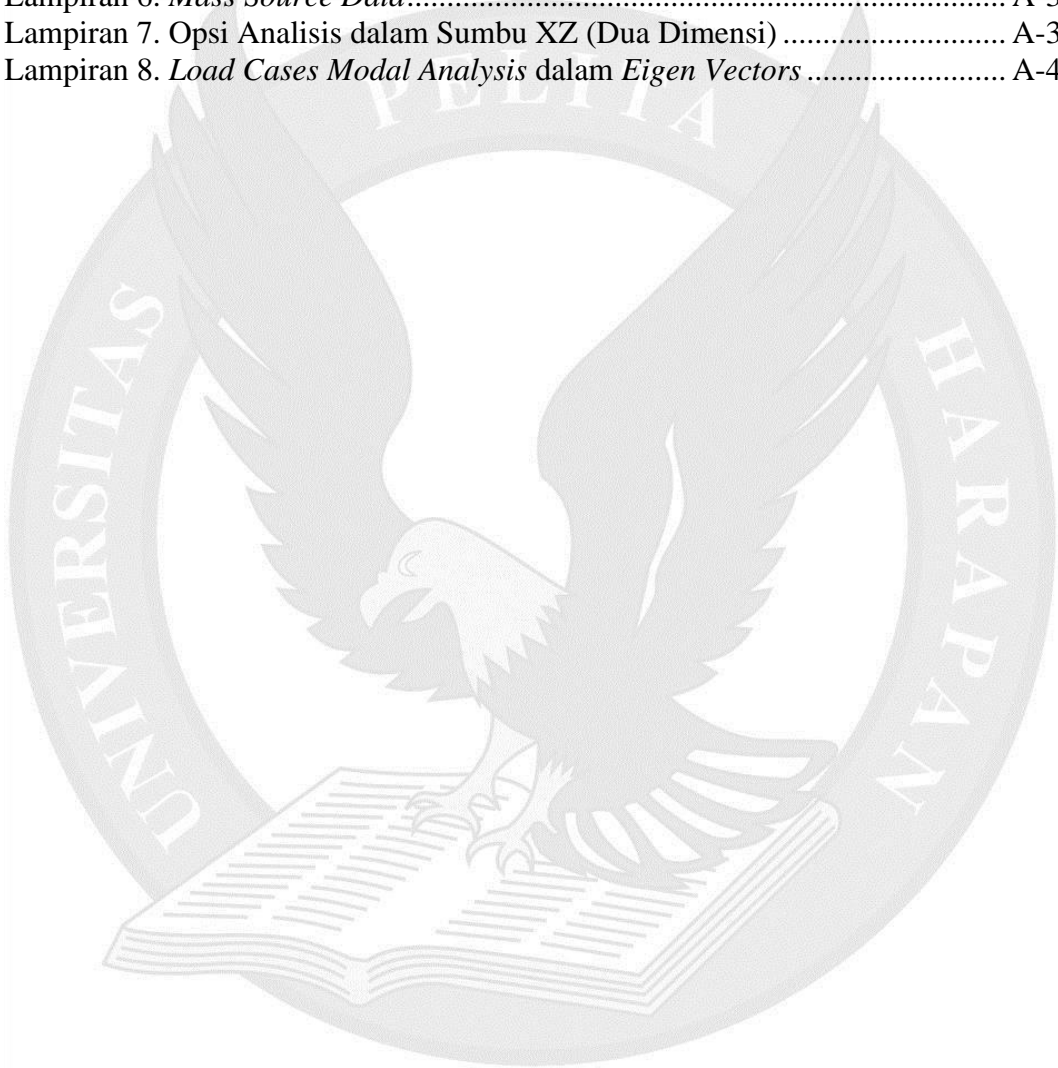 Lampiran 6. Mass Source Data.......................................................................... A-3
Lampiran 7. Opsi Analisis dalam Sumbu XZ (Dua Dimensi) ............................ A-3
Lampiran 8. Load Cases Modal Analysis dalam Eigen Vectors ........................ A-4
UNIVERSITAS PELITA HARAPAN